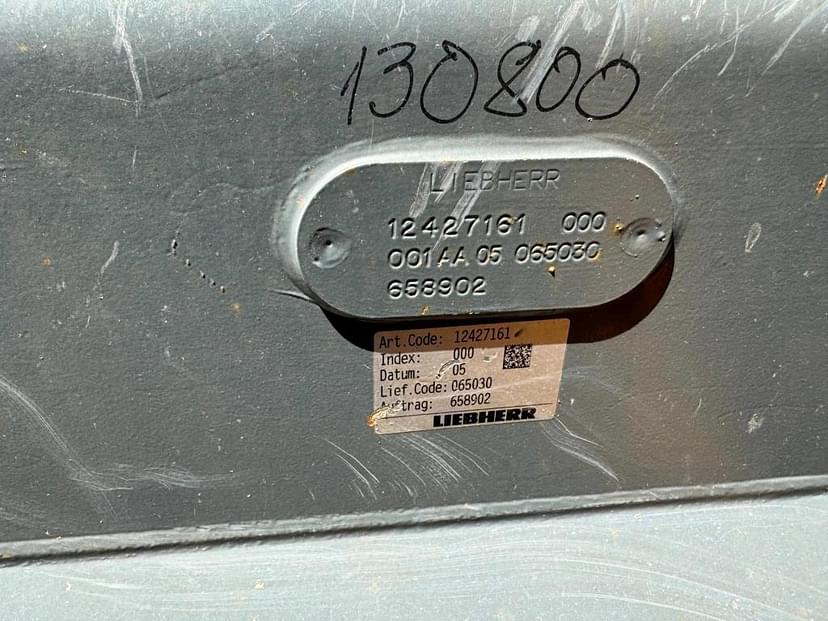 130800
LIEBHERR
12427161 000
001AA 05 065030
658902
Art.Code: 12427161
Index: 000
Datum: 05
Lief.Code: 065030
Auftrag: 658902
LIEBHERR